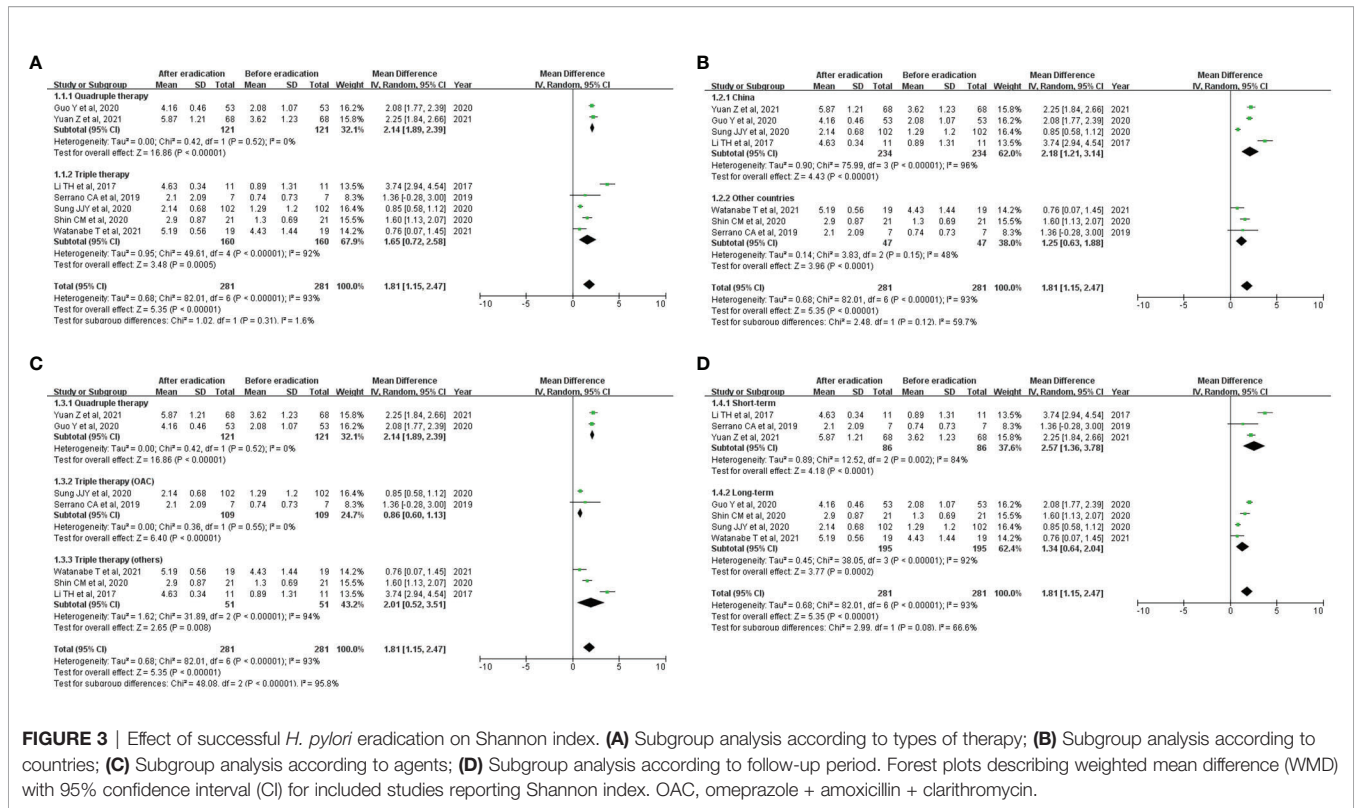 A
After eradication Before eradication Mean Difference Mean Difference
Study or Subgroup Mean SD Total Mean SD Total Weight IV, Random, 95% CI Year IV, Random, 95% CI
1.1.1 Quadruple therapy
Guo Y et al, 2020 4.16 0.46 53 2.08 1.07 53 16.2% 2.08 [1.77, 2.39] 2020
Yuan Z et al, 2021 5.87 1.21 68 3.62 1.23 68 15.8% 2.25 [1.84, 2.66] 2021
Subtotal (95% CI) 121 121 32.1% 2.14 [1.89, 2.39]
Heterogeneity: Tau² = 0.00; Chi² = 0.42, df = 1 (P = 0.52); I² = 0%
Test for overall effect: Z = 16.86 (P < 0.00001)
1.1.2 Triple therapy
Li TH et al, 2017 4.63 0.34 11 0.89 1.31 11 13.5% 3.74 [2.94, 4.54] 2017
Serrano CA et al, 2019 2.1 2.09 7 0.74 0.73 7 8.3% 1.36 [-0.28, 3.00] 2019
Sung JJY et al, 2020 2.14 0.68 102 1.29 1.2 102 16.4% 0.85 [0.58, 1.12] 2020
Shin CM et al, 2020 2.9 0.87 21 1.3 0.69 21 15.5% 1.60 [1.13, 2.07] 2020
Watanabe T et al, 2021 5.19 0.56 19 4.43 1.44 19 14.2% 0.76 [0.07, 1.45] 2021
Subtotal (95% CI) 160 160 67.9% 1.65 [0.72, 2.58]
Heterogeneity: Tau² = 0.95; Chi² = 49.61, df = 4 (P < 0.00001); I² = 92%
Test for overall effect: Z = 3.48 (P = 0.0005)
Total (95% CI) 281 281 100.0% 1.81 [1.15, 2.47]
Heterogeneity: Tau² = 0.68; Chi² = 82.01, df = 6 (P < 0.00001); I² = 93%
Test for overall effect: Z = 5.35 (P < 0.00001)
Test for subgroup differences: Chi² = 1.02, df = 1 (P = 0.31), I² = 1.6%
-10 -5 0 5 10
B
After eradication Before eradication Mean Difference Mean Difference
Study or Subgroup Mean SD Total Mean SD Total Weight IV, Random, 95% CI Year IV, Random, 95% CI
1.2.1 China
Yuan Z et al, 2021 5.87 1.21 68 3.62 1.23 68 15.8% 2.25 [1.84, 2.66] 2021
Guo Y et al, 2020 4.16 0.46 53 2.08 1.07 53 16.2% 2.08 [1.77, 2.39] 2020
Sung JJY et al, 2020 2.14 0.68 102 1.29 1.2 102 16.4% 0.85 [0.58, 1.12] 2020
Li TH et al, 2017 4.63 0.34 11 0.89 1.31 11 13.5% 3.74 [2.94, 4.54] 2017
Subtotal (95% CI) 234 234 62.0% 2.18 [1.21, 3.14]
Heterogeneity: Tau² = 0.90; Chi² = 75.99, df = 3 (P < 0.00001); I² = 96%
Test for overall effect: Z = 4.43 (P < 0.00001)
1.2.2 Other countries
Watanabe T et al, 2021 5.19 0.56 19 4.43 1.44 19 14.2% 0.76 [0.07, 1.45] 2021
Shin CM et al, 2020 2.9 0.87 21 1.3 0.69 21 15.5% 1.60 [1.13, 2.07] 2020
Serrano CA et al, 2019 2.1 2.09 7 0.74 0.73 7 8.3% 1.36 [-0.28, 3.00] 2019
Subtotal (95% CI) 47 47 38.0% 1.25 [0.63, 1.88]
Heterogeneity: Tau² = 0.14; Chi² = 3.83, df = 2 (P = 0.15); I² = 48%
Test for overall effect: Z = 3.96 (P < 0.0001)
Total (95% CI) 281 281 100.0% 1.81 [1.15, 2.47]
Heterogeneity: Tau² = 0.68; Chi² = 82.01, df = 6 (P < 0.00001); I² = 93%
Test for overall effect: Z = 5.35 (P < 0.00001)
Test for subgroup differences: Chi² = 2.48, df = 1 (P = 0.12), I² = 59.7%
-10 -5 0 5 10
C
After eradication Before eradication Mean Difference Mean Difference
Study or Subgroup Mean SD Total Mean SD Total Weight IV, Random, 95% CI Year IV, Random, 95% CI
1.3.1 Quadruple therapy
Yuan Z et al, 2021 5.87 1.21 68 3.62 1.23 68 15.8% 2.25 [1.84, 2.66] 2021
Guo Y et al, 2020 4.16 0.46 53 2.08 1.07 53 16.2% 2.08 [1.77, 2.39] 2020
Subtotal (95% CI) 121 121 32.1% 2.14 [1.89, 2.39]
Heterogeneity: Tau² = 0.00; Chi² = 0.42, df = 1 (P = 0.52); I² = 0%
Test for overall effect: Z = 16.86 (P < 0.00001)
1.3.2 Triple therapy (OAC)
Sung JJY et al, 2020 2.14 0.68 102 1.29 1.2 102 16.4% 0.85 [0.58, 1.12] 2020
Serrano CA et al, 2019 2.1 2.09 7 0.74 0.73 7 8.3% 1.36 [-0.28, 3.00] 2019
Subtotal (95% CI) 109 109 24.7% 0.86 [0.60, 1.13]
Heterogeneity: Tau² = 0.00; Chi² = 0.36, df = 1 (P = 0.55); I² = 0%
Test for overall effect: Z = 6.40 (P < 0.00001)
1.3.3 Triple therapy (others)
Watanabe T et al, 2021 5.19 0.56 19 4.43 1.44 19 14.2% 0.76 [0.07, 1.45] 2021
Shin CM et al, 2020 2.9 0.87 21 1.3 0.69 21 15.5% 1.60 [1.13, 2.07] 2020
Li TH et al, 2017 4.63 0.34 11 0.89 1.31 11 13.5% 3.74 [2.94, 4.54] 2017
Subtotal (95% CI) 51 51 43.2% 2.01 [0.52, 3.51]
Heterogeneity: Tau² = 1.62; Chi² = 31.89, df = 2 (P < 0.00001); I² = 94%
Test for overall effect: Z = 2.65 (P = 0.008)
Total (95% CI) 281 281 100.0% 1.81 [1.15, 2.47]
Heterogeneity: Tau² = 0.68; Chi² = 82.01, df = 6 (P < 0.00001); I² = 93%
Test for overall effect: Z = 5.35 (P < 0.00001)
Test for subgroup differences: Chi² = 48.08, df = 2 (P < 0.00001), I² = 95.8%
-10 -5 0 5 10
D
After eradication Before eradication Mean Difference Mean Difference
Study or Subgroup Mean SD Total Mean SD Total Weight IV, Random, 95% CI Year IV, Random, 95% CI
1.4.1 Short-term
Li TH et al, 2017 4.63 0.34 11 0.89 1.31 11 13.5% 3.74 [2.94, 4.54] 2017
Serrano CA et al, 2019 2.1 2.09 7 0.74 0.73 7 8.3% 1.36 [-0.28, 3.00] 2019
Yuan Z et al, 2021 5.87 1.21 68 3.62 1.23 68 15.8% 2.25 [1.84, 2.66] 2021
Subtotal (95% CI) 86 86 37.6% 2.57 [1.36, 3.78]
Heterogeneity: Tau² = 0.89; Chi² = 12.52, df = 2 (P = 0.002); I² = 84%
Test for overall effect: Z = 4.18 (P < 0.0001)
1.4.2 Long-term
Guo Y et al, 2020 4.16 0.46 53 2.08 1.07 53 16.2% 2.08 [1.77, 2.39] 2020
Shin CM et al, 2020 2.9 0.87 21 1.3 0.69 21 15.5% 1.60 [1.13, 2.07] 2020
Sung JJY et al, 2020 2.14 0.68 102 1.29 1.2 102 16.4% 0.85 [0.58, 1.12] 2020
Watanabe T et al, 2021 5.19 0.56 19 4.43 1.44 19 14.2% 0.76 [0.07, 1.45] 2021
Subtotal (95% CI) 195 195 62.4% 1.34 [0.64, 2.04]
Heterogeneity: Tau² = 0.45; Chi² = 38.05, df = 3 (P < 0.00001); I² = 92%
Test for overall effect: Z = 3.77 (P = 0.0002)
Total (95% CI) 281 281 100.0% 1.81 [1.15, 2.47]
Heterogeneity: Tau² = 0.68; Chi² = 82.01, df = 6 (P < 0.00001); I² = 93%
Test for overall effect: Z = 5.35 (P < 0.00001)
Test for subgroup differences: Chi² = 2.99, df = 1 (P = 0.08), I² = 66.6%
-10 -5 0 5 10
FIGURE 3 | Effect of successful H. pylori eradication on Shannon index. (A) Subgroup analysis according to types of therapy; (B) Subgroup analysis according to
countries; (C) Subgroup analysis according to agents; (D) Subgroup analysis according to follow-up period. Forest plots describing weighted mean difference (WMD)
with 95% confidence interval (CI) for included studies reporting Shannon index. OAC, omeprazole + amoxicillin + clarithromycin.